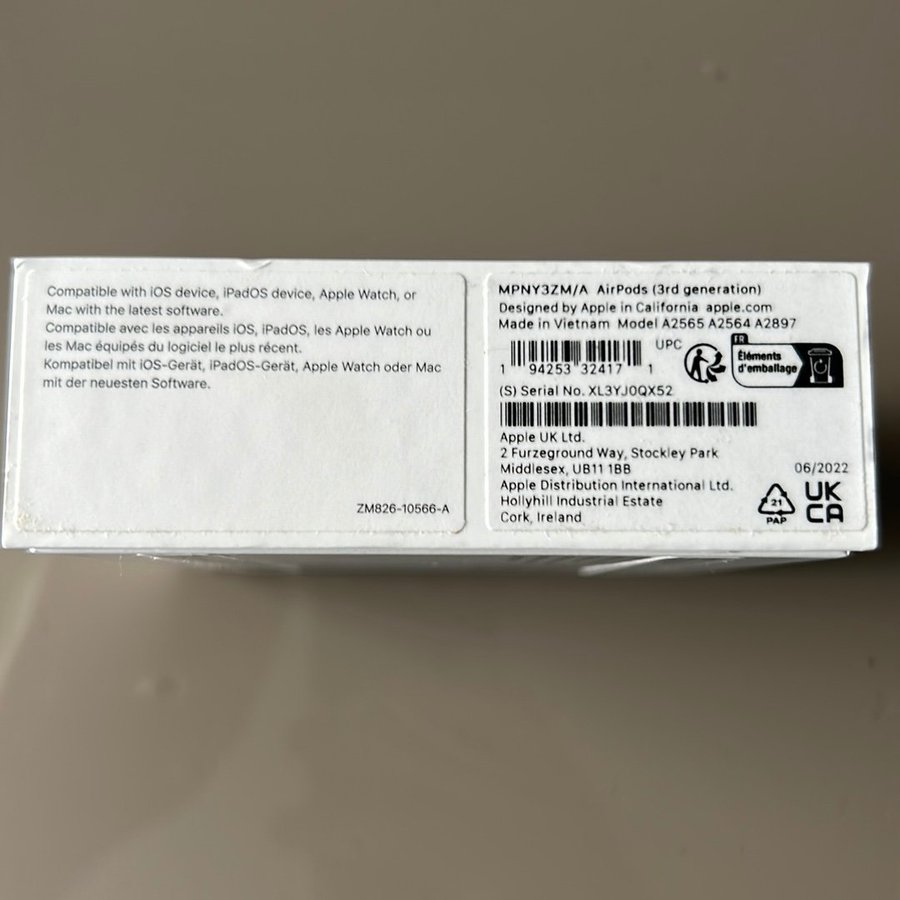 Compatible with iOS device, iPadOS device, Apple Watch, or
Mac with the latest software.
Compatible avec les appareils iOS, iPadOS, les Apple Watch ou
les Mac équipés du logiciel le plus récent.
Kompatibel mit iOS-Gerät, iPadOS-Gerät, Apple Watch oder Mac
mit der neuesten Software.
ZM826-10566-A
MPNY3ZM/A AirPods (3rd generation)
Designed by Apple in California apple.com
Made in Vietnam Model A2565 A2564 A2897
UPC
1 94253 32417 1
FR
Éléments
d'emballage
(S) Serial No. XL3YJ0QX52
Apple UK Ltd.
2 Furzeground Way, Stockley Park
Middlesex, UB11 1BB
Apple Distribution International Ltd.
Hollyhill Industrial Estate
Cork, Ireland
06/2022
21
PAP
UK
CA